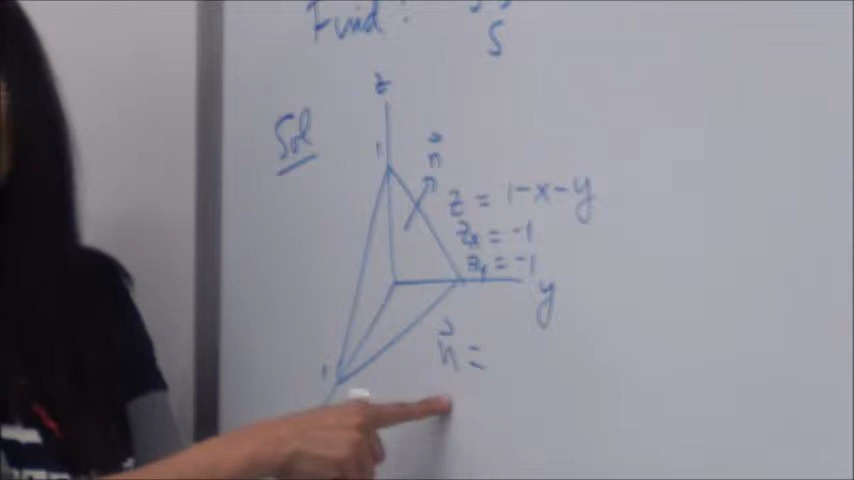 Find:
S
Sol
z
1
n⃗
z = 1-x-y
zx = -1
zy = -1
y
n⃗ =
1